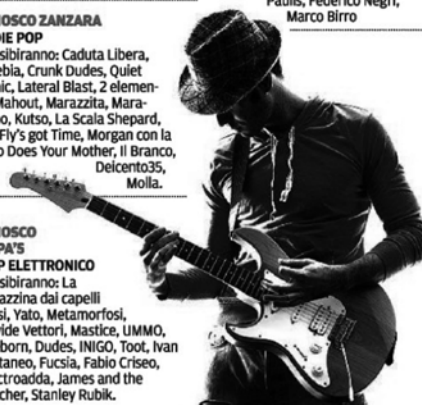 Paulis, Federico Negri,
Marco Birro
OSCO ZANZARA
DIE POP
sibiranno: Caduta Libera,
ebia, Crunk Dudes, Quiet
ic, Lateral Blast, 2 elemen-
Mahout, Marazzita, Mara-
o, Kutso, La Scala Shepard,
Fly's got Time, Morgan con la
o Does Your Mother, Il Branco,
Deicento35,
Molla.
OSCO
PA'S
P ELETTRONICO
sibiranno: La
azzina dai capelli
si, Yato, Metamorfosi,
vide Vettori, Mastice, UMMO,
born, Dudes, INIGO, Toot, Ivan
taneo, Fucsia, Fabio Criseo,
ctroadda, James and the
cher, Stanley Rubik.